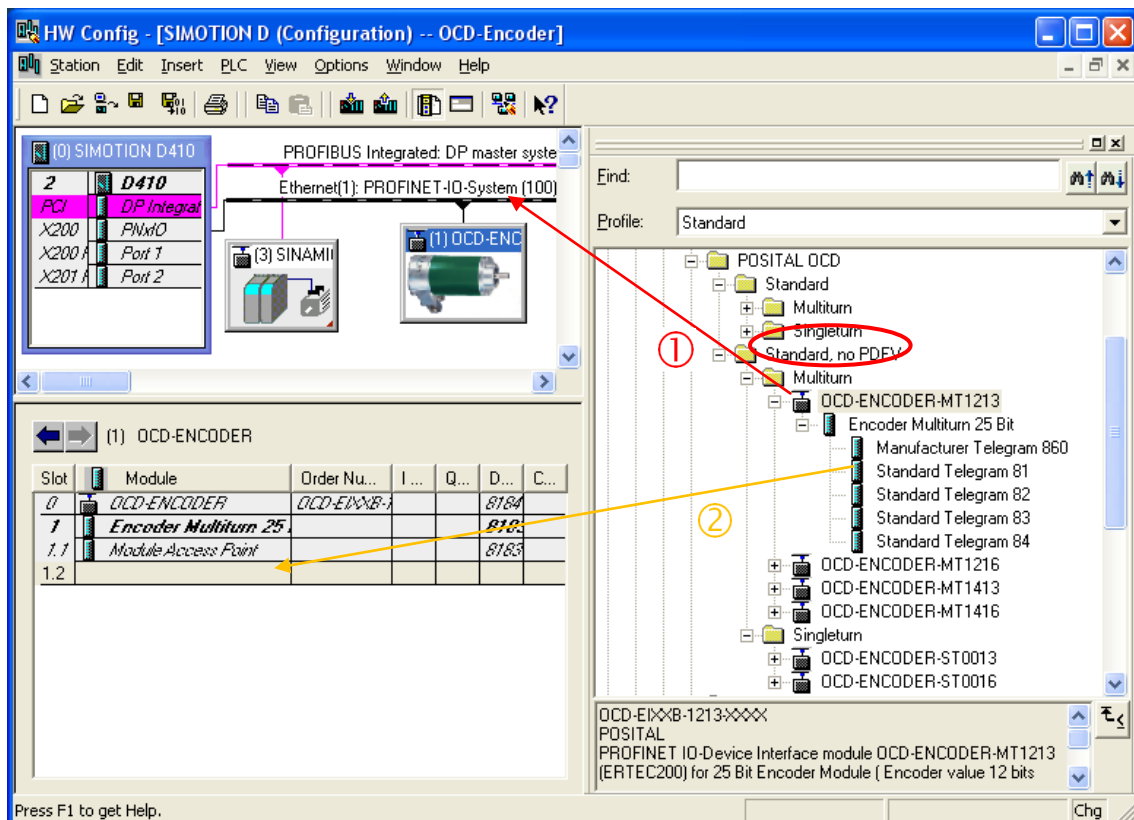 HW Config - [SIMOTION D (Configuration) -- OCD-Encoder]
Station Edit Insert PLC View Options Window Help
(0) SIMOTION D410
2 D410
PCI DP Integrat
X200 PNxIO
X200 Port 1
X201 Port 2
PROFIBUS Integrated: DP master syste
Ethernet(1): PROFINET-IO-System (100)
(3) SINAMI
(1) OCD-ENC
Find:
Profile: Standard
POSITAL OCD
Standard
Multiturn
Singleturn
Standard, no PDEV
Multiturn
OCD-ENCODER-MT1213
Encoder Multiturn 25 Bit
Manufacturer Telegram 860
Standard Telegram 81
Standard Telegram 82
Standard Telegram 83
Standard Telegram 84
OCD-ENCODER-MT1216
OCD-ENCODER-MT1413
OCD-ENCODER-MT1416
Singleturn
OCD-ENCODER-ST0013
OCD-ENCODER-ST0016
①
②
(1) OCD-ENCODER
Slot Module Order Nu... I ... Q... D... C...
0 OCD-ENCODER OCD-EIXXB-1 8184
1 Encoder Multiturn 25 8183
1.1 Module Access Point 8183
1.2
OCD-EIXXB-1213-XXXX
POSITAL
PROFINET IO-Device Interface module OCD-ENCODER-MT1213
(ERTEC200) for 25 Bit Encoder Module ( Encoder value 12 bits
Press F1 to get Help.
Chg